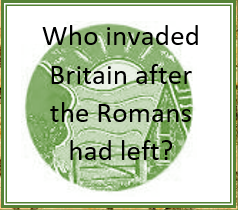 Who invaded
Britain after
the Romans
had left?